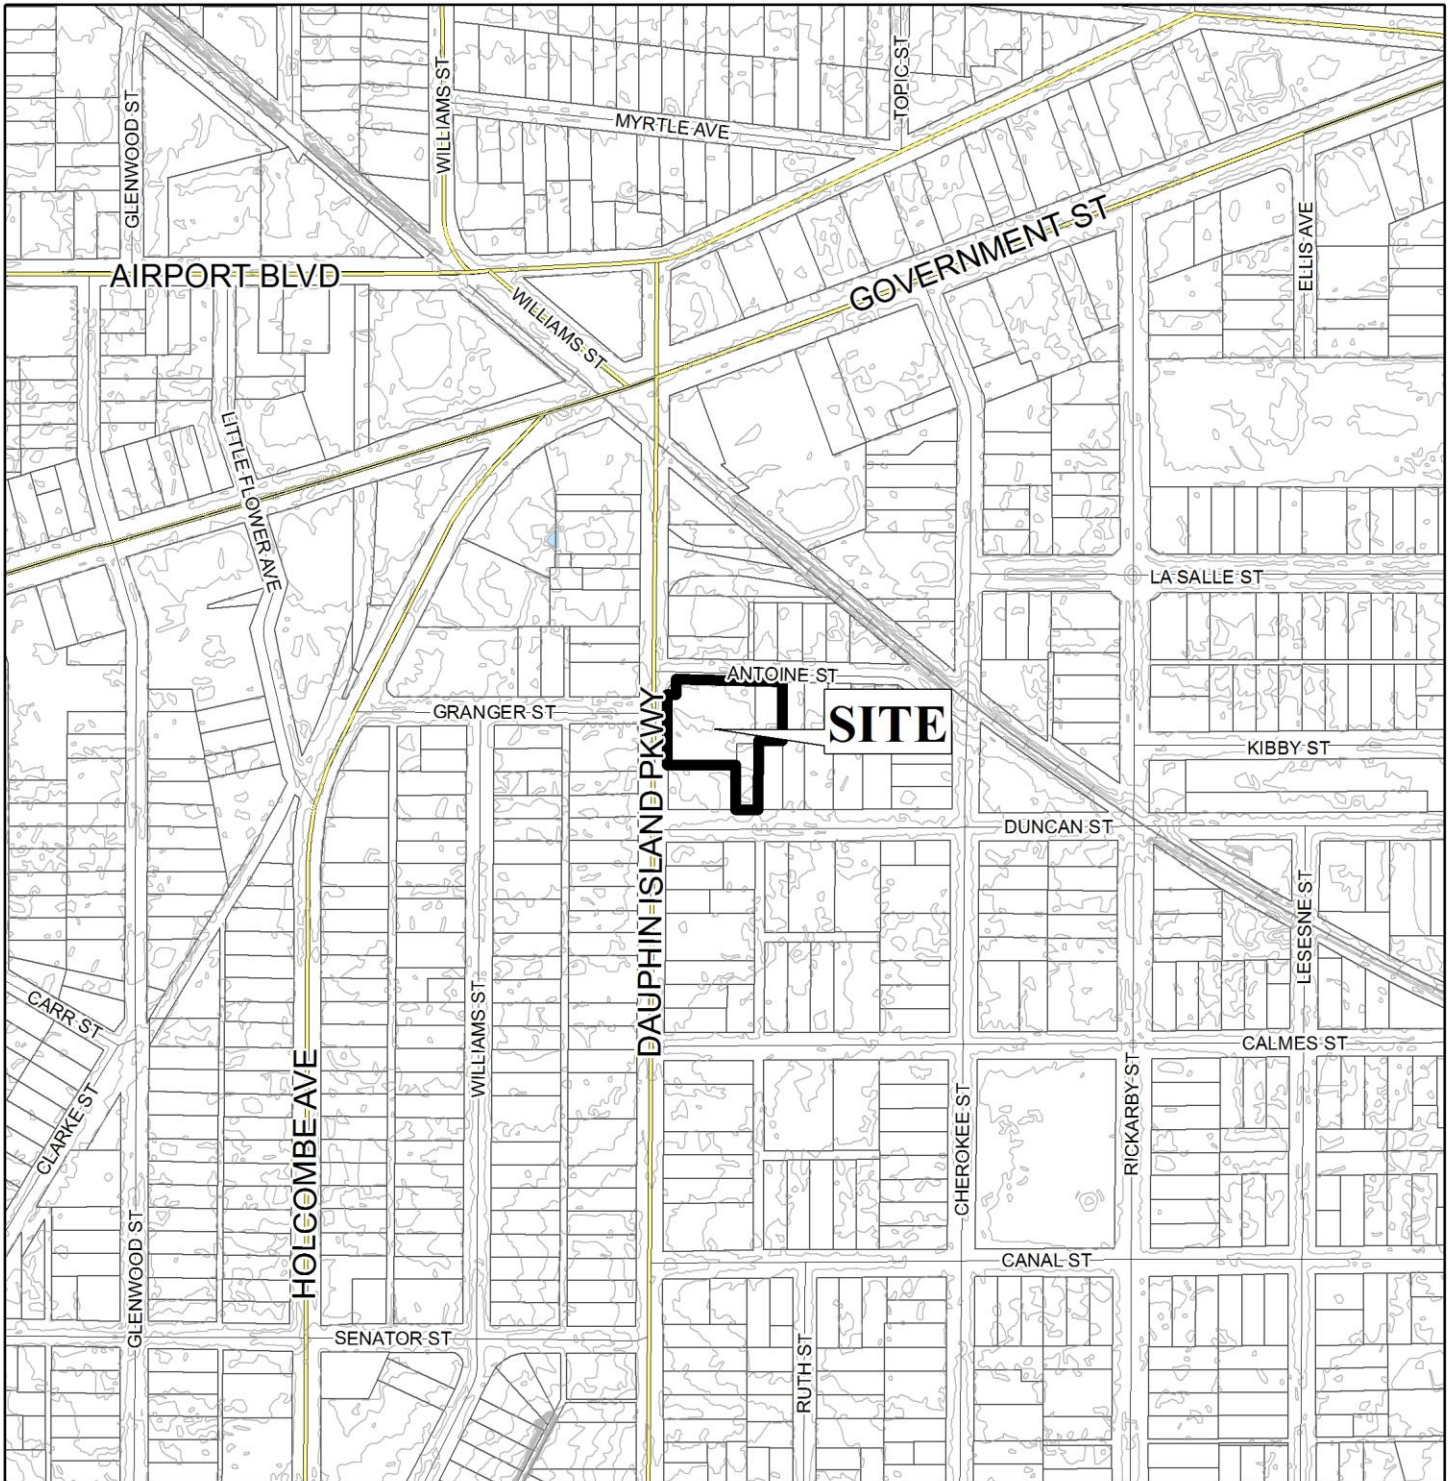 WILLIAMS ST
TOPIC ST
MYRTLE AVE
GLENWOOD ST
GOVERNMENT ST
ELLIS AVE
AIRPORT BLVD
WILLIAMS ST
LITTLE FLOWER AVE
LA SALLE ST
ANTOINE ST
GRANGER ST
SITE
KIBBY ST
DAUPHIN ISLAND PKWY
DUNCAN ST
LESESNE ST
CARR ST
WILLIAMS ST
CALMES ST
HOLCOMBE AVE
CLARKE ST
CHEROKEE ST
RICKARBY ST
GLENWOOD ST
CANAL ST
SENATOR ST
RUTH ST